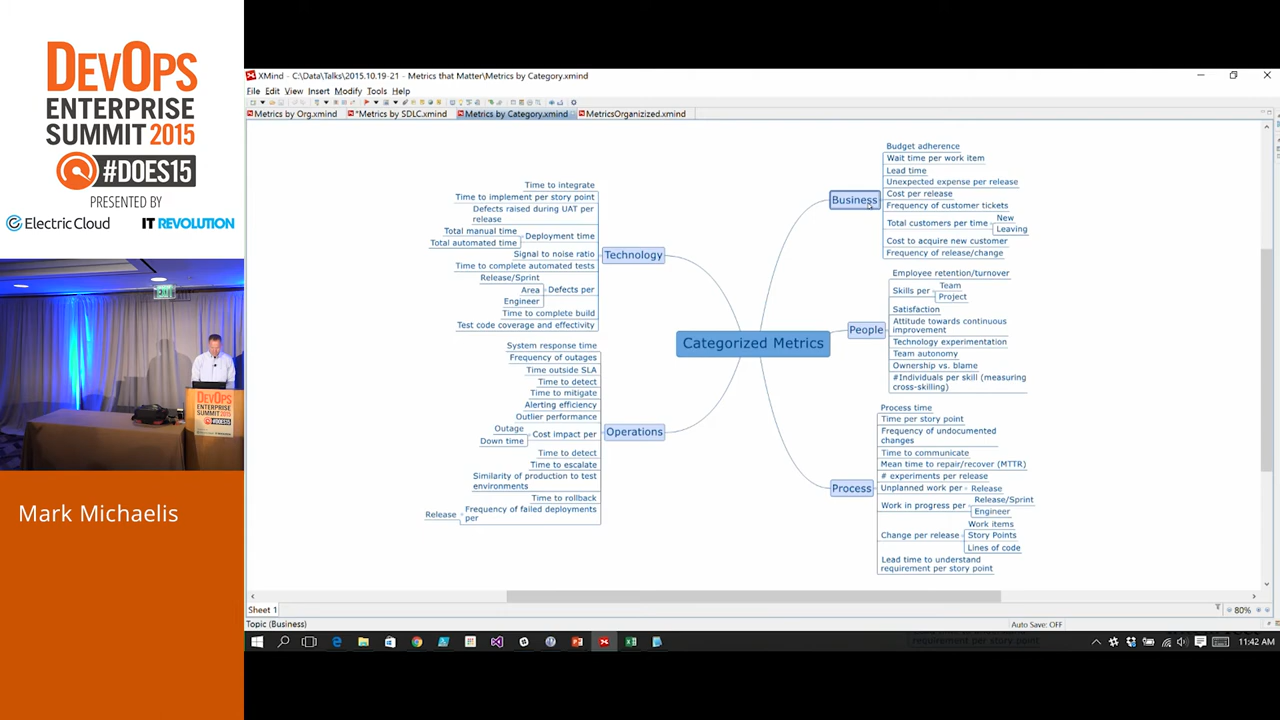 DEVOPS
ENTERPRISE
SUMMIT 2015
#DOES15
PRESENTED BY
Electric Cloud
IT REVOLUTION
EXIT
DEVOPS
ENTERPRISE
SUMMIT 2015
#DOES15
Mark Michaelis
XMind - C:\Data\Talks\2015.10.19-21 - Metrics that Matter\Metrics by Category.xmind
File Edit View Insert Modify Tools Help
Metrics by Org.xmind
*Metrics by SDLC.xmind
Metrics by Category.xmind
MetricsOrganizized.xmind
Categorized Metrics
Technology
Time to integrate
Time to implement per story point
Defects raised during UAT per
release
Deployment time
Total manual time
Total automated time
Signal to noise ratio
Time to complete automated tests
Defects per
Release/Sprint
Area
Engineer
Time to complete build
Test code coverage and effectivity
Operations
System response time
Frequency of outages
Time outside SLA
Time to detect
Time to mitigate
Alerting efficiency
Outlier performance
Cost impact per
Outage
Down time
Time to detect
Time to escalate
Similarity of production to test
environments
Time to rollback
Frequency of failed deployments
per
Release
Business
Budget adherence
Wait time per work item
Lead time
Unexpected expense per release
Cost per release
Frequency of customer tickets
Total customers per time
New
Leaving
Cost to acquire new customer
Frequency of release/change
People
Employee retention/turnover
Skills per
Team
Project
Satisfaction
Attitude towards continuous
improvement
Technology experimentation
Team autonomy
Ownership vs. blame
#Individuals per skill (measuring
cross-skilling)
Process
Process time
Time per story point
Frequency of undocumented
changes
Time to communicate
Mean time to repair/recover (MTTR)
# experiments per release
Unplanned work per
Release
Work in progress per
Release/Sprint
Engineer
Change per release
Work items
Story Points
Lines of code
Lead time to understand
requirement per story point
Sheet 1
80%
Topic (Business)
Auto Save: OFF
requirement per story point
11:42 AM